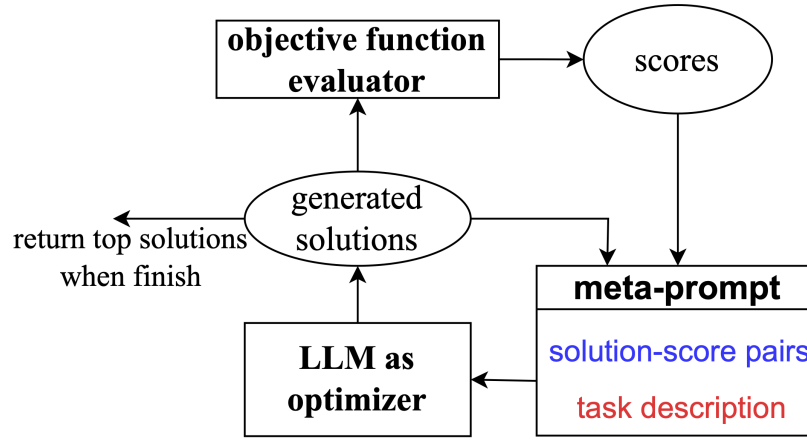 objective function
evaluator
scores
generated
solutions
return top solutions
when finish
meta-prompt
solution-score pairs
task description
LLM as
optimizer